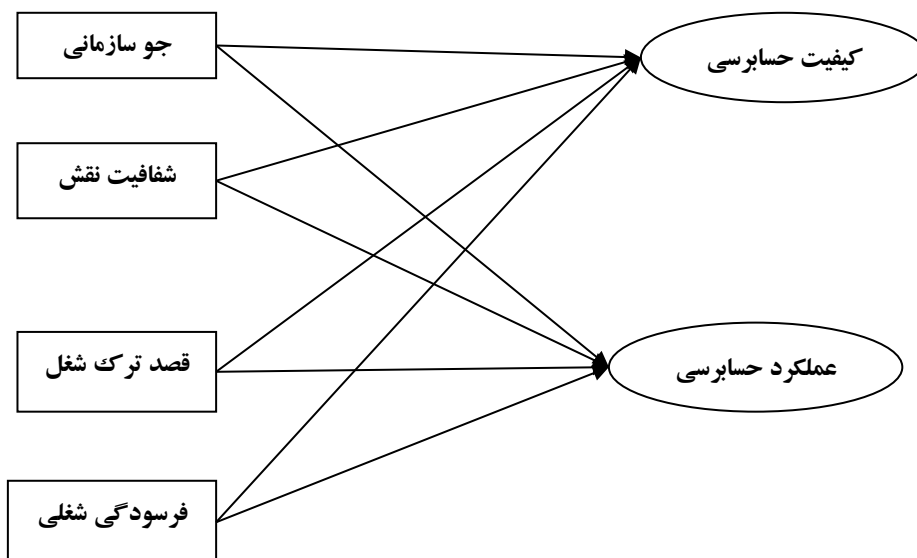 جو سازمانی
کیفیت حسابرسی
شفافیت نقش
قصد ترک شغل
عملکرد حسابرسی
فرسودگی شغلی